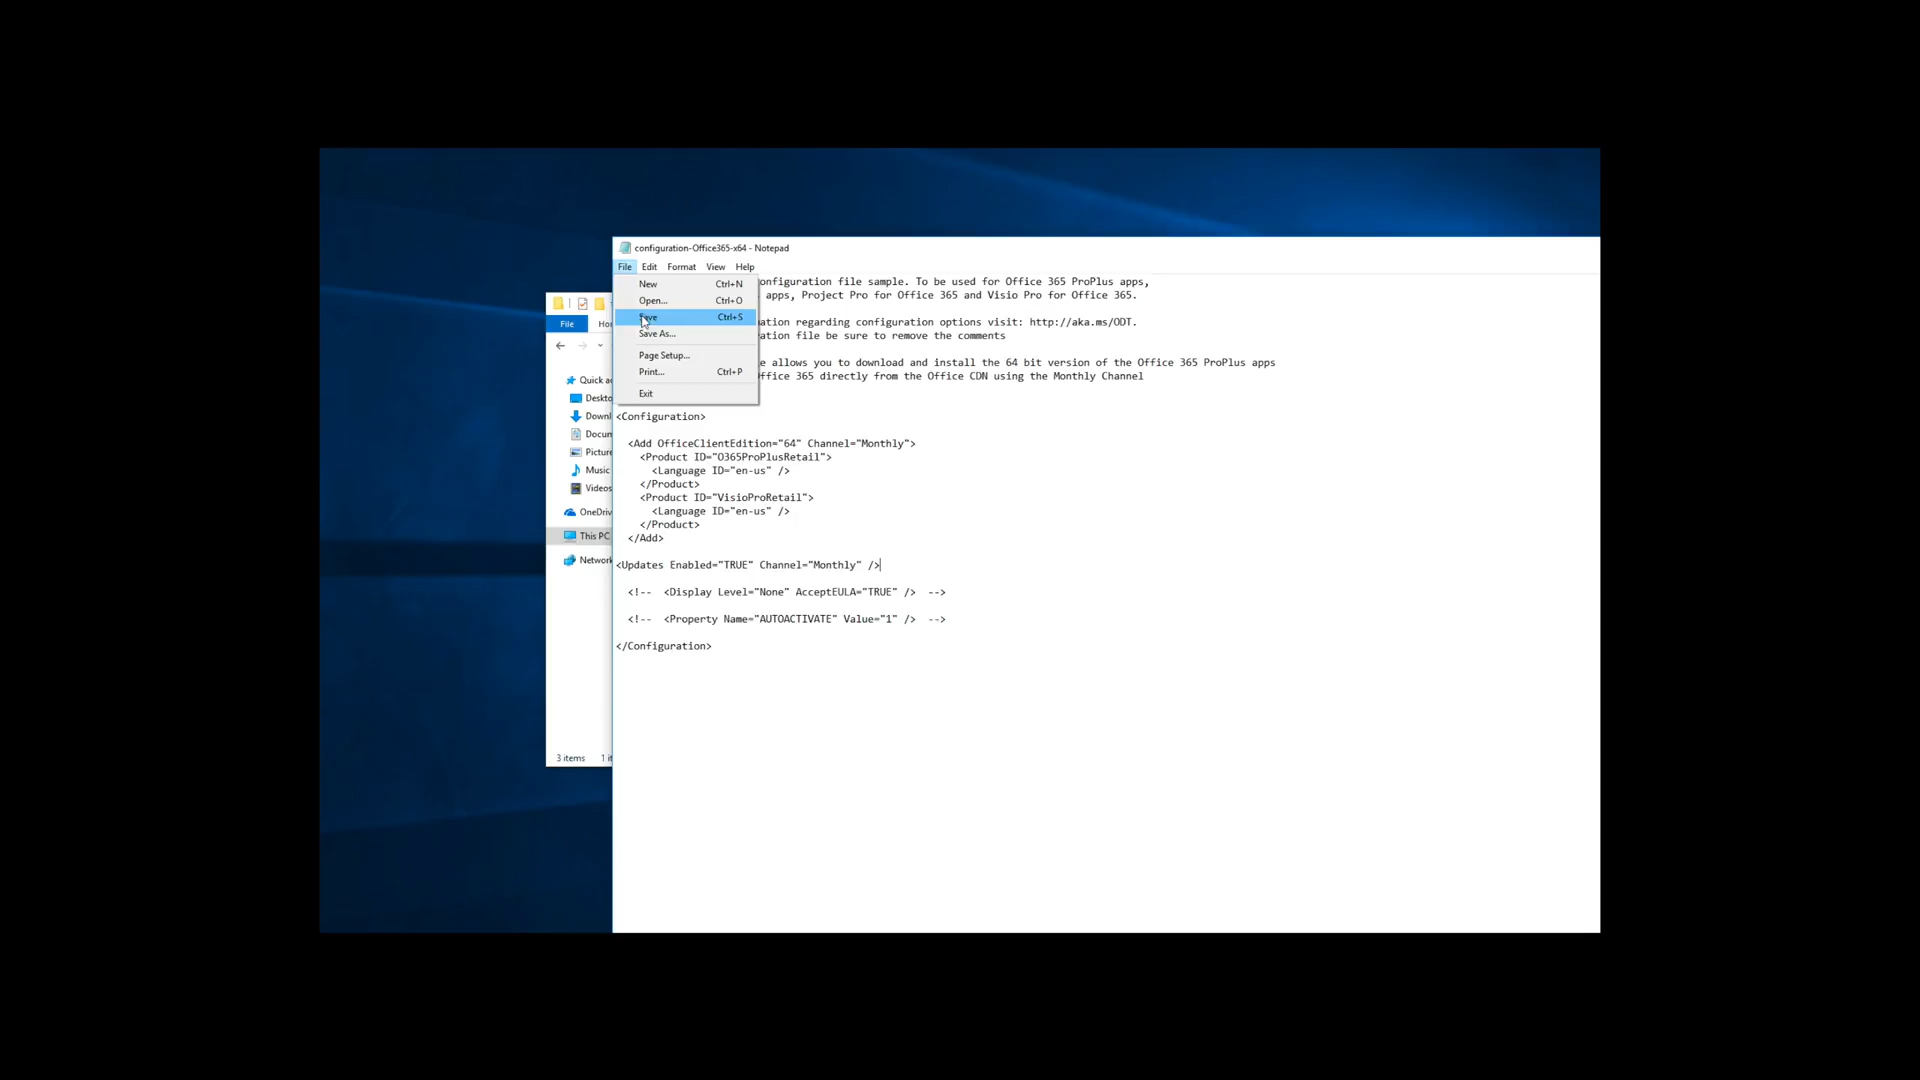 configuration-Office365-x64 - Notepad
File Edit Format View Help
New Ctrl+N
Open... Ctrl+O
Save Ctrl+S
Save As...
Page Setup...
Print... Ctrl+P
Exit
onfiguration file sample. To be used for Office 365 ProPlus apps,
apps, Project Pro for Office 365 and Visio Pro for Office 365.
ation regarding configuration options visit: http://aka.ms/ODT.
ration file be sure to remove the comments
e allows you to download and install the 64 bit version of the Office 365 ProPlus apps
ffice 365 directly from the Office CDN using the Monthly Channel
<Configuration>
<Add OfficeClientEdition="64" Channel="Monthly">
<Product ID="O365ProPlusRetail">
<Language ID="en-us" />
</Product>
<Product ID="VisioProRetail">
<Language ID="en-us" />
</Product>
</Add>
<Updates Enabled="TRUE" Channel="Monthly" />
<!-- <Display Level="None" AcceptEULA="TRUE" /> -->
<!-- <Property Name="AUTOACTIVATE" Value="1" /> -->
</Configuration>
File Ho
Quick ac
Deskto
Downl
Docum
Picture
Music
Videos
OneDriv
This PC
Network
3 items 1 it